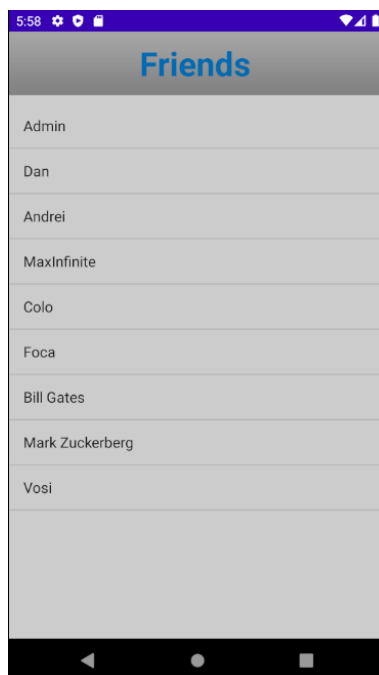 5:58
Friends
Admin
Dan
Andrei
MaxInfinite
Colo
Foca
Bill Gates
Mark Zuckerberg
Vosi